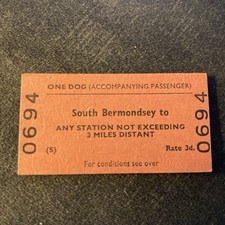 ONE DOG (ACCOMPANYING PASSENGER)
0694
South Bermondsey to
ANY STATION NOT EXCEEDING
3 MILES DISTANT
(S) Rate 3d.
For conditions see over
0694